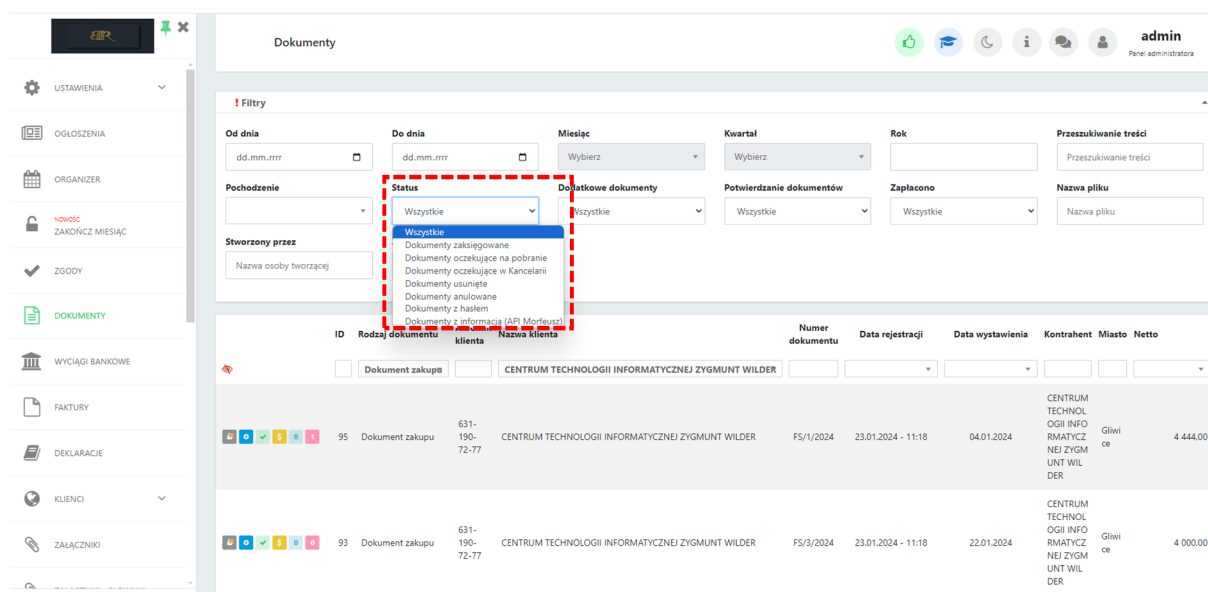 Dokumenty
admin
Panel administratora
USTAWIENIA
OGŁOSZENIA
ORGANIZER
NOWOŚĆ
ZAKOŃCZ MIESIĄC
ZGODY
DOKUMENTY
WYCIĄGI BANKOWE
FAKTURY
DEKLARACJE
KLIENCI
ZAŁĄCZNIKI
! Filtry
Od dnia
Do dnia
Miesiąc
Kwartał
Rok
Przeszukiwanie treści
dd.mm.rrrr
dd.mm.rrrr
Wybierz
Wybierz
Przeszukiwanie treści
Pochodzenie
Status
Dodatkowe dokumenty
Potwierdzanie dokumentów
Zapłacono
Nazwa pliku
Wszystkie
Wszystkie
Wszystkie
Wszystkie
Nazwa pliku
Stworzony przez
Nazwa osoby tworzącej
Wszystkie
Dokumenty zaksięgowane
Dokumenty oczekujące na pobranie
Dokumenty oczekujące w Kancelarii
Dokumenty usunięte
Dokumenty anulowane
Dokumenty z hasłem
Dokumenty z informacją (API Morfeusz)
ID
Rodzaj dokumentu
klienta
Nazwa klienta
Numer
dokumentu
Data rejestracji
Data wystawienia
Kontrahent
Miasto
Netto
Dokument zakupu
CENTRUM TECHNOLOGII INFORMATYCZNEJ ZYGMUNT WILDER
0 1
95
Dokument zakupu
631-
190-
72-77
CENTRUM TECHNOLOGII INFORMATYCZNEJ ZYGMUNT WILDER
FS/1/2024
23.01.2024 - 11:18
04.01.2024
CENTRUM
TECHNOL
OGII INFO
RMATYCZ
NEJ ZYGM
UNT WIL
DER
Gliwi
ce
4 444.00
0 0
93
Dokument zakupu
631-
190-
72-77
CENTRUM TECHNOLOGII INFORMATYCZNEJ ZYGMUNT WILDER
FS/3/2024
23.01.2024 - 11:18
22.01.2024
CENTRUM
TECHNOL
OGII INFO
RMATYCZ
NEJ ZYGM
UNT WIL
DER
Gliwi
ce
4 000.00